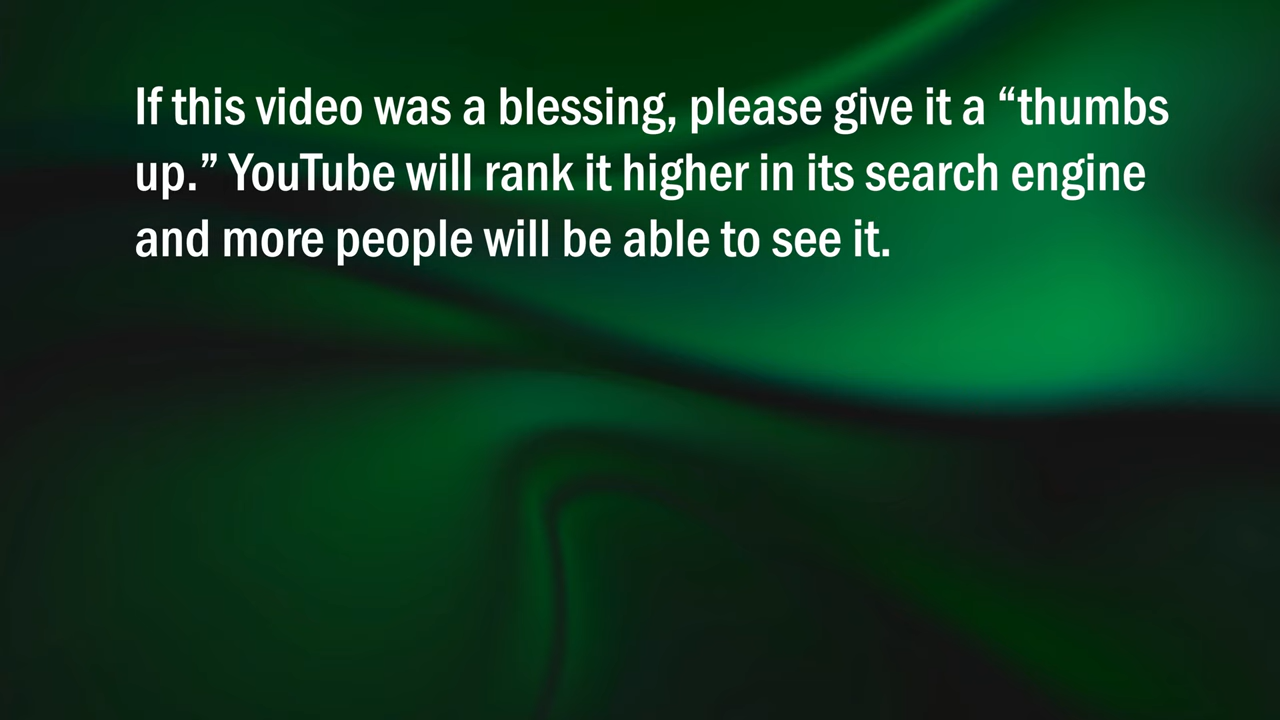 If this video was a blessing, please give it a “thumbs
up.” YouTube will rank it higher in its search engine
and more people will be able to see it.